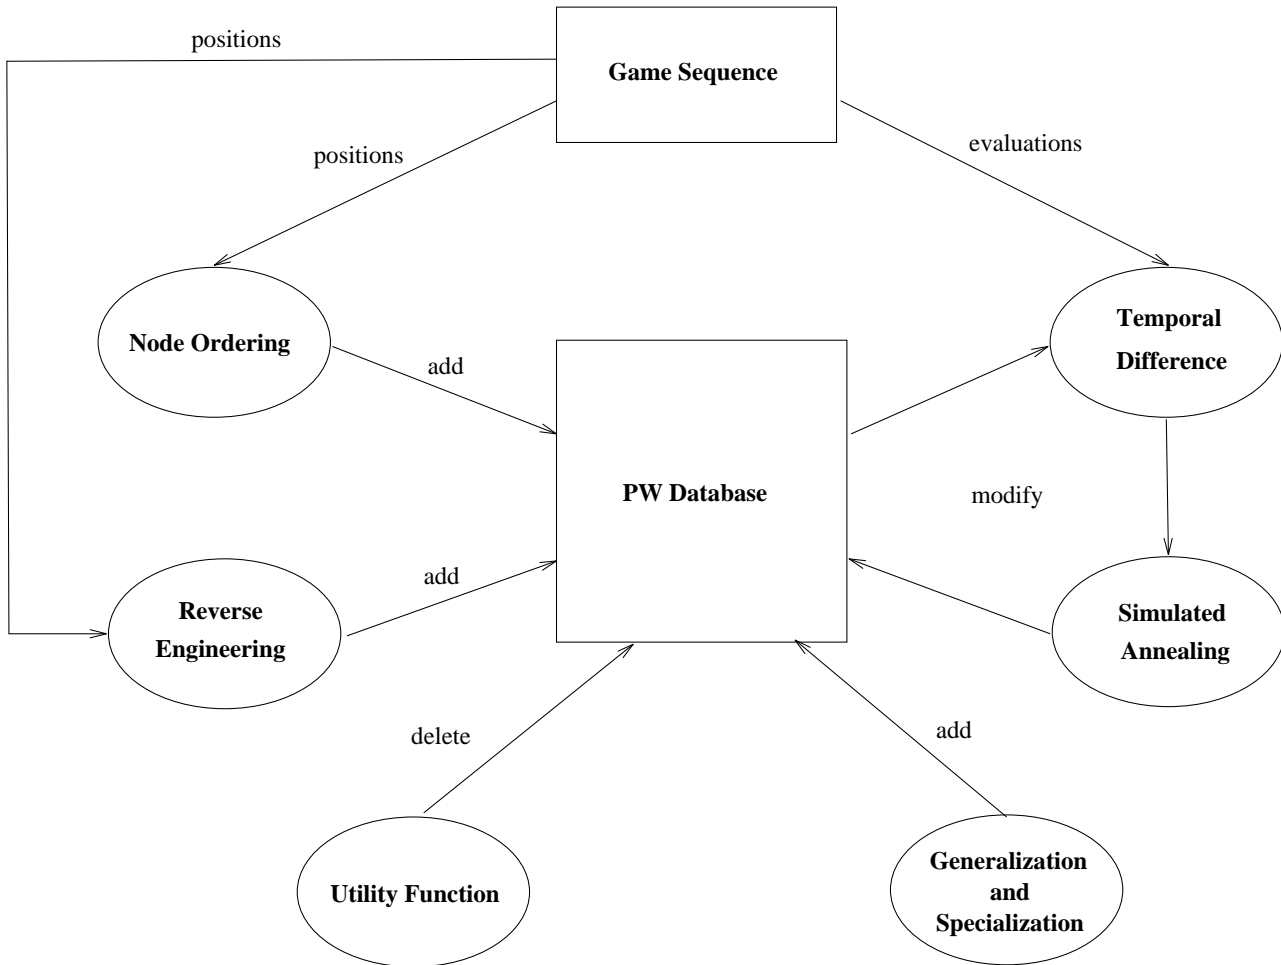 positions
Game Sequence
positions
evaluations
Node Ordering
add
Temporal
Difference
PW Database
modify
Reverse
Engineering
add
Simulated
Annealing
delete
add
Utility Function
Generalization
and
Specialization